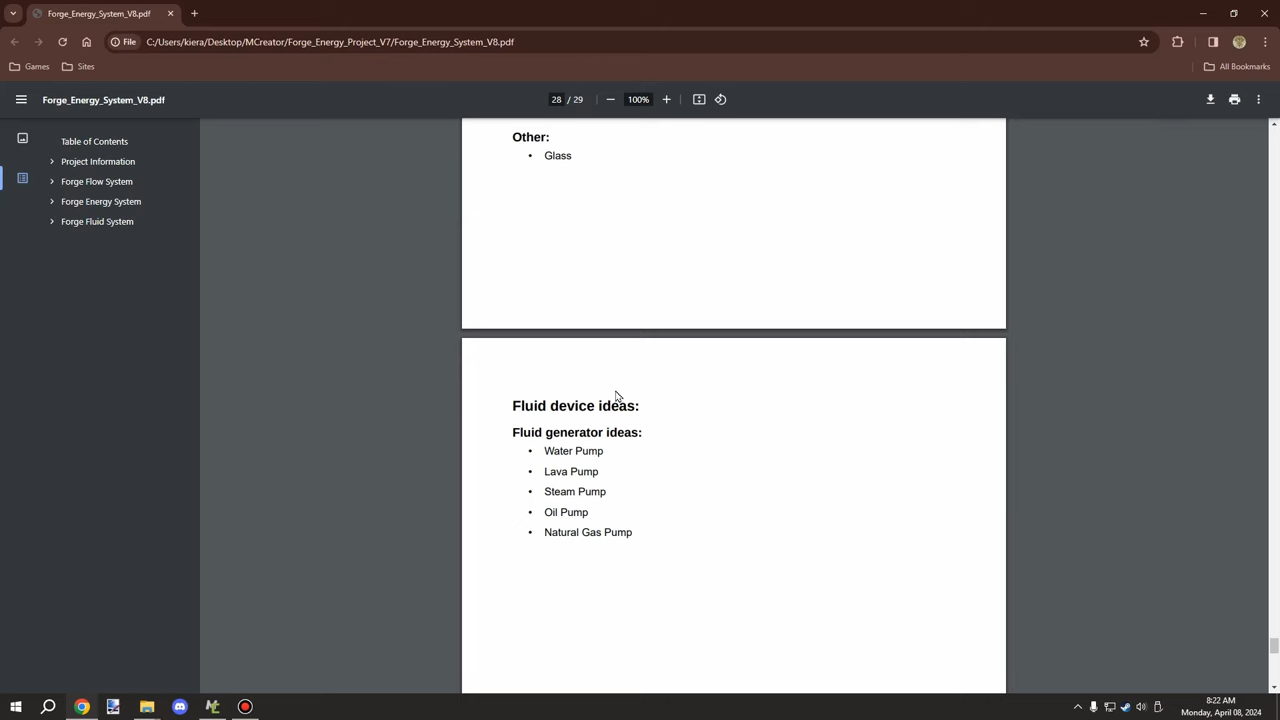 Forge_Energy_System_V8.pdf
File C:/Users/kiera/Desktop/MCreator/Forge_Energy_Project_V7/Forge_Energy_System_V8.pdf
Games Sites All Bookmarks
Forge_Energy_System_V8.pdf 28 / 29 100%
Table of Contents
Project Information
Forge Flow System
Forge Energy System
Forge Fluid System
Other:
• Glass
Fluid device ideas:
Fluid generator ideas:
• Water Pump
• Lava Pump
• Steam Pump
• Oil Pump
• Natural Gas Pump
8:22 AM
Monday, April 08, 2024